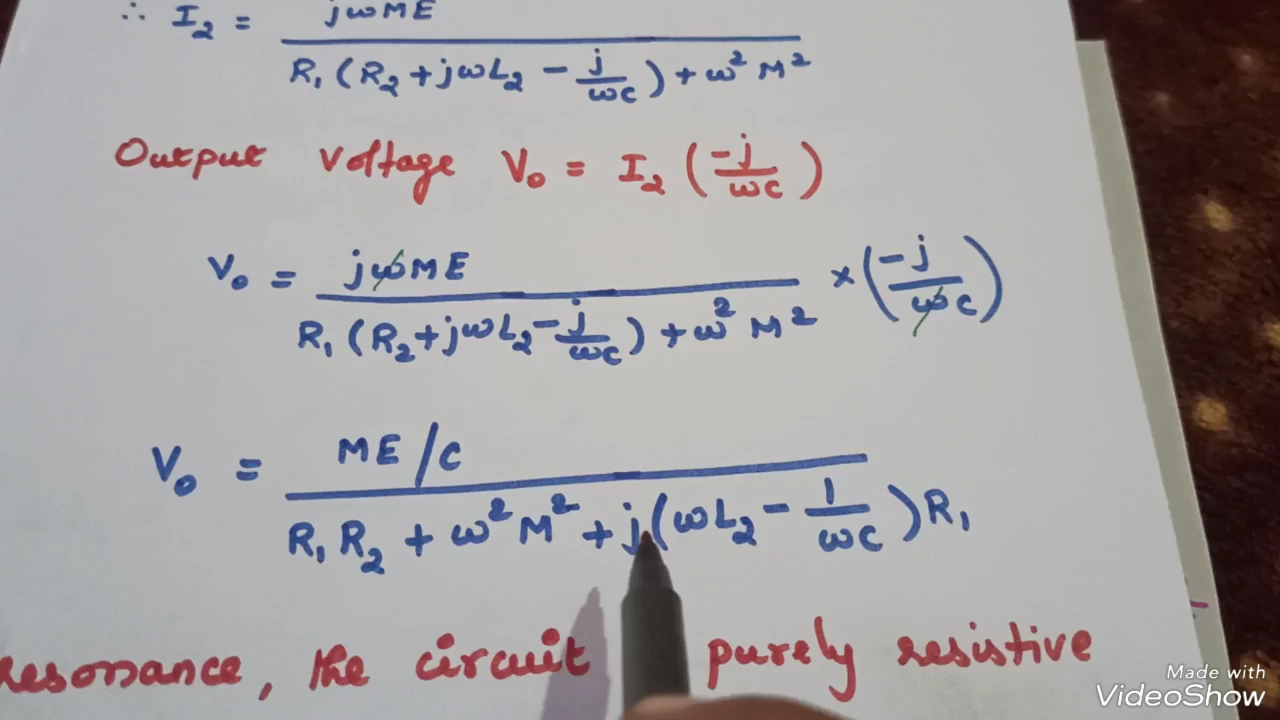 ∴ I₂ = jωME / R₁(R₂ + jωL₂ − j/ωC) + ω²M²
Output Voltage V₀ = I₂ (−j/ωC)
V₀ = jωME / R₁(R₂ + jωL₂ − j/ωC) + ω²M² × (−j/ωC)
V₀ = ME/C / R₁R₂ + ω²M² + j(ωL₂ − 1/ωC)R₁
resonance, the circuit purely resistive
Made with
VideoShow